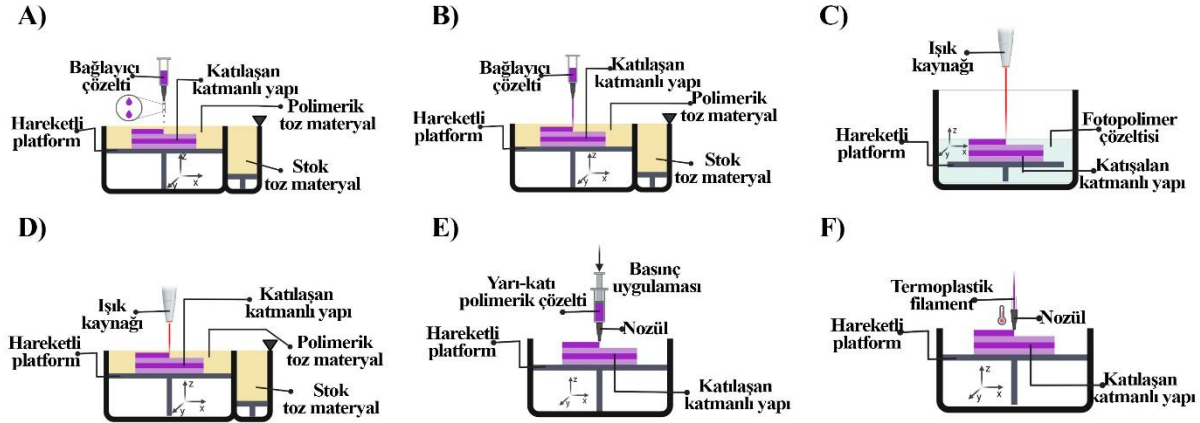 A)
Bağlayıcı
çözelti
Katılaşan
katmanlı yapı
Polimerik
toz materyal
Hareketli
platform
Stok
toz materyal
z
x
y
B)
Bağlayıcı
çözelti
Katılaşan
katmanlı yapı
Polimerik
toz materyal
Hareketli
platform
Stok
toz materyal
z
x
y
C)
Işık
kaynağı
Fotopolimer
çözeltisi
Hareketli
platform
Katışalan
katmanlı yapı
z
x
y
D)
Işık
kaynağı
Katılaşan
katmanlı yapı
Polimerik
toz materyal
Hareketli
platform
Stok
toz materyal
z
x
y
E)
Yarı-katı
polimerik çözelti
Basınç
uygulaması
Nozül
Hareketli
platform
Katılaşan
katmanlı yapı
z
x
y
F)
Termoplastik
filament
Nozül
Hareketli
platform
Katılaşan
katmanlı yapı
z
x
y